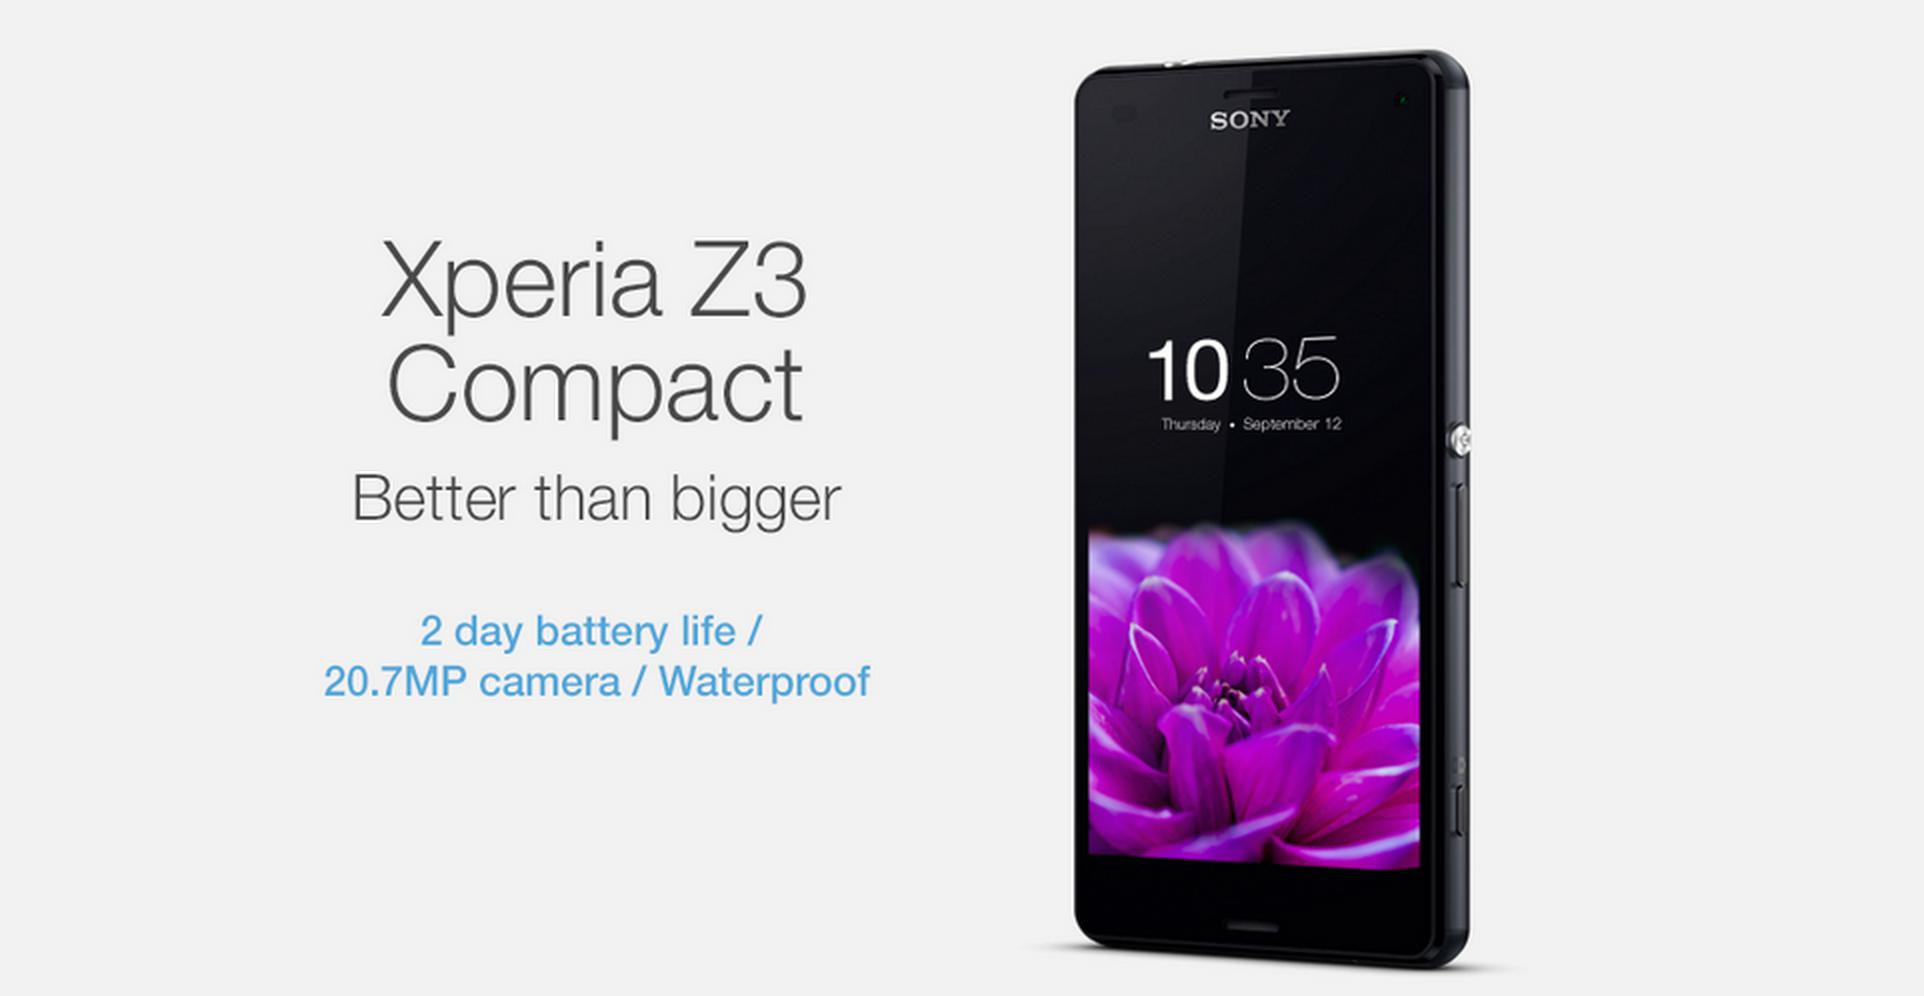 Xperia Z3
Compact
Better than bigger
2 day battery life /
20.7MP camera / Waterproof
SONY
10 35
Thursday • September 12